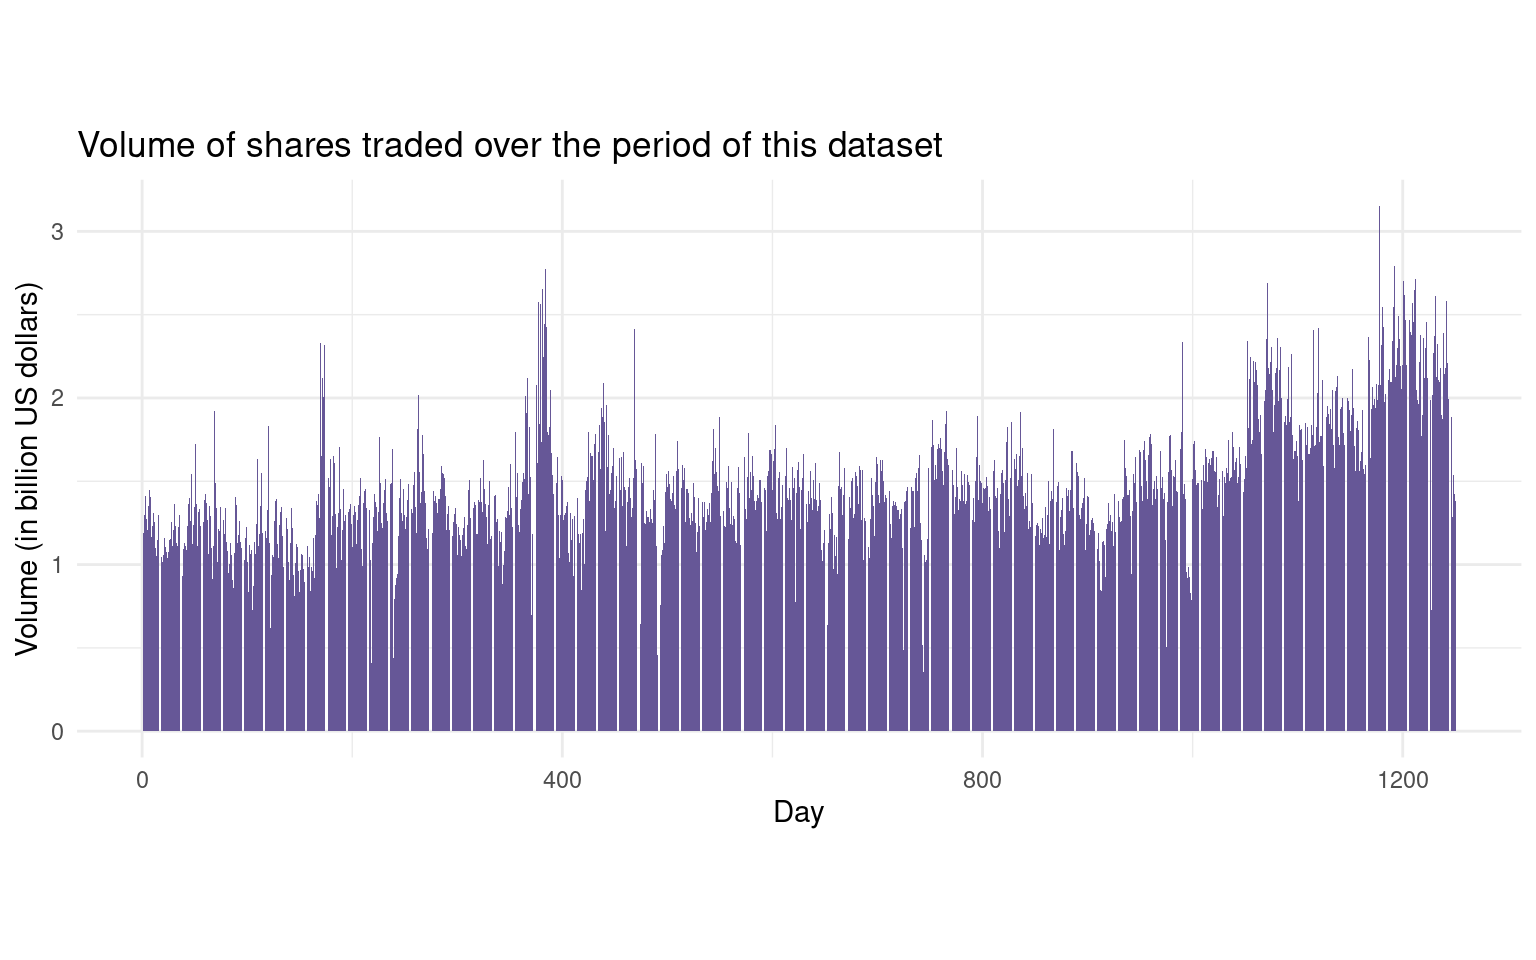 Volume of shares traded over the period of this dataset
Volume (in billion US dollars)
3
2
1
0
0 400 800 1200
Day